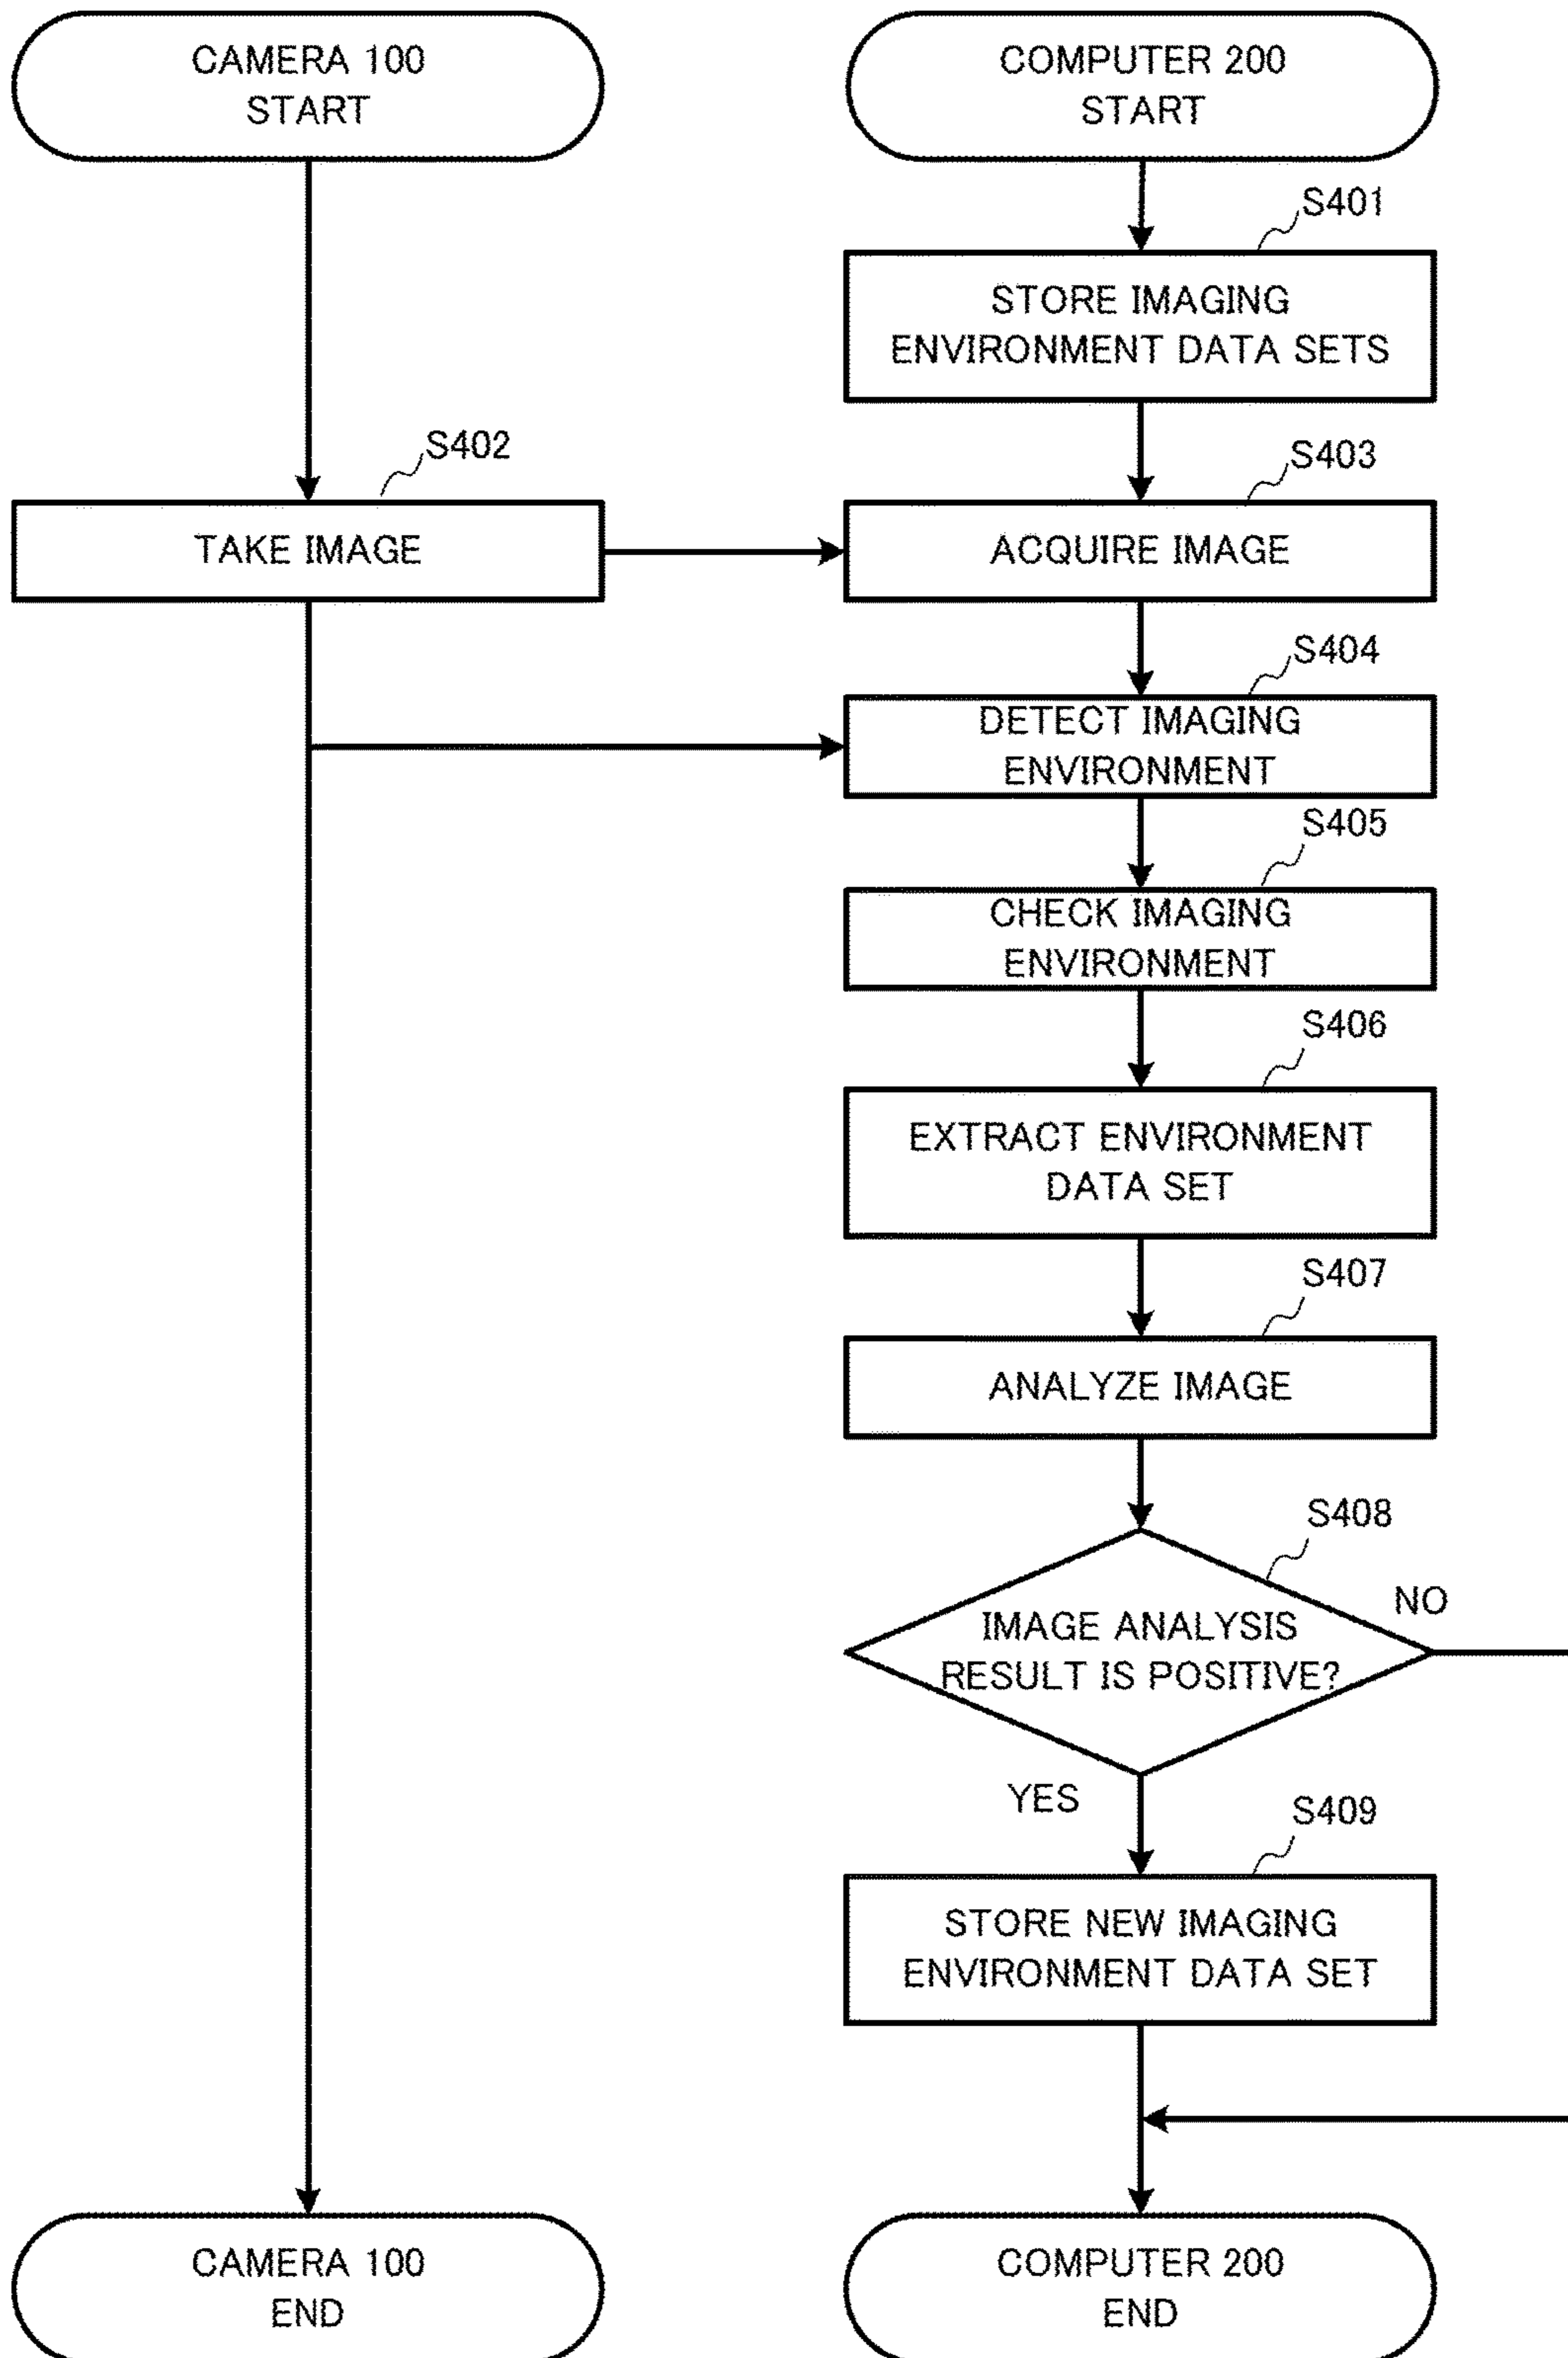 CAMERA 100
START
COMPUTER 200
START
S401
STORE IMAGING
ENVIRONMENT DATA SETS
S402
TAKE IMAGE
S403
ACQUIRE IMAGE
S404
DETECT IMAGING
ENVIRONMENT
S405
CHECK IMAGING
ENVIRONMENT
S406
EXTRACT ENVIRONMENT
DATA SET
S407
ANALYZE IMAGE
S408
IMAGE ANALYSIS
RESULT IS POSITIVE?
NO
YES
S409
STORE NEW IMAGING
ENVIRONMENT DATA SET
CAMERA 100
END
COMPUTER 200
END